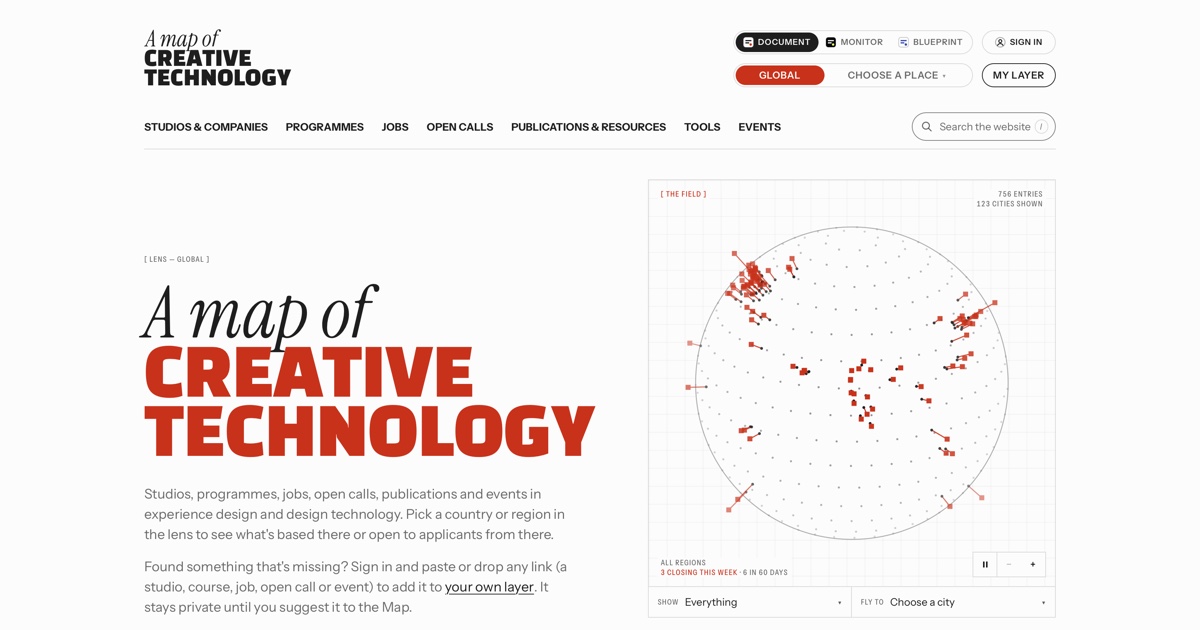 A map of
CREATIVE
TECHNOLOGY
DOCUMENT
MONITOR
BLUEPRINT
SIGN IN
GLOBAL
CHOOSE A PLACE
MY LAYER
STUDIOS & COMPANIES
PROGRAMMES
JOBS
OPEN CALLS
PUBLICATIONS & RESOURCES
TOOLS
EVENTS
Search the website
/
[ LENS — GLOBAL ]
A map of
CREATIVE
TECHNOLOGY
Studios, programmes, jobs, open calls, publications and events in
experience design and design technology. Pick a country or region in
the lens to see what's based there or open to applicants from there.
Found something that's missing? Sign in and paste or drop any link (a
studio, course, job, open call or event) to add it to your own layer. It
stays private until you suggest it to the Map.
[ THE FIELD ]
756 ENTRIES
123 CITIES SHOWN
ALL REGIONS
3 CLOSING THIS WEEK · 6 IN 60 DAYS
SHOW Everything
FLY TO Choose a city